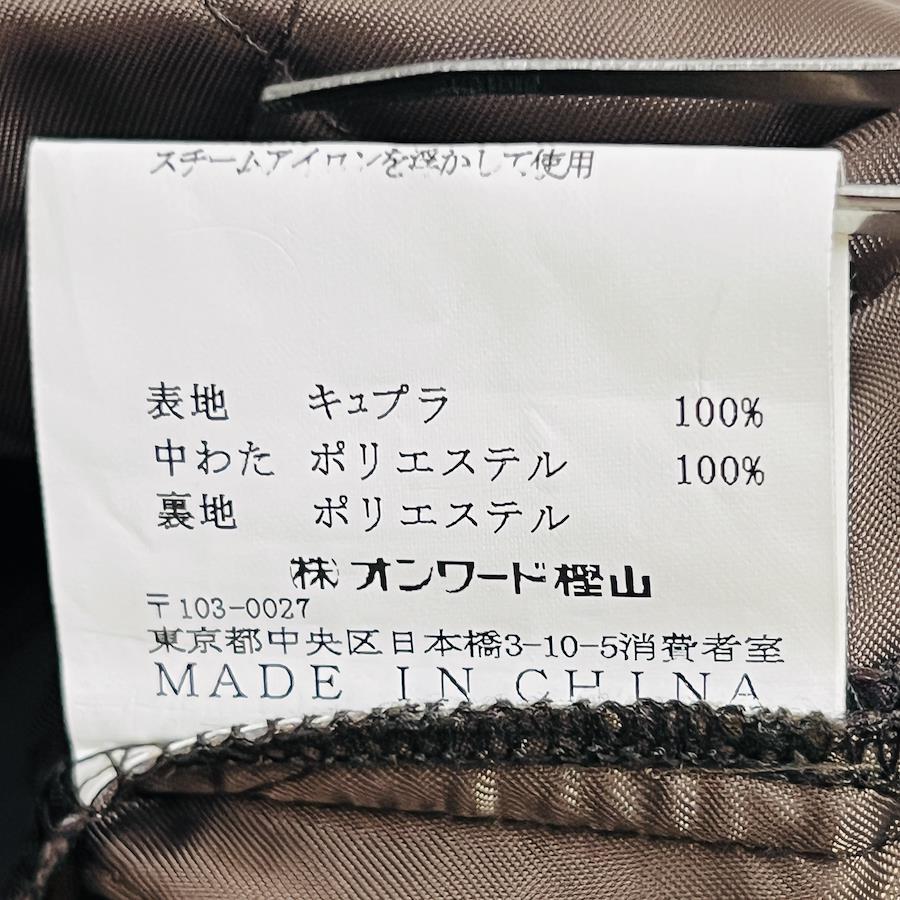 スチームアイロンを浮かして使用
表地 キュプラ 100%
中わた ポリエステル 100%
裏地 ポリエステル
(株)オンワード樫山
〒103-0027
東京都中央区日本橋3-10-5消費者室
MADE IN CHINA